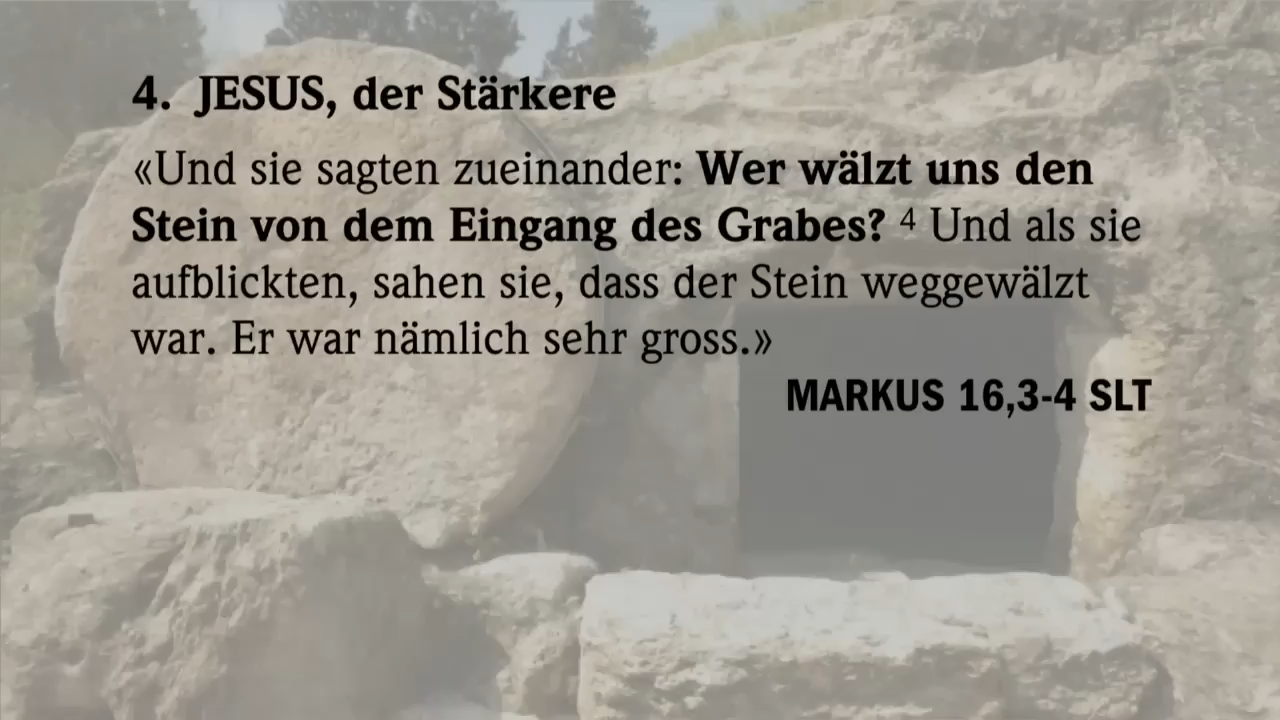 4. JESUS, der Stärkere
«Und sie sagten zueinander: Wer wälzt uns den
Stein von dem Eingang des Grabes? ⁴ Und als sie
aufblickten, sahen sie, dass der Stein weggewälzt
war. Er war nämlich sehr gross.»
MARKUS 16,3-4 SLT